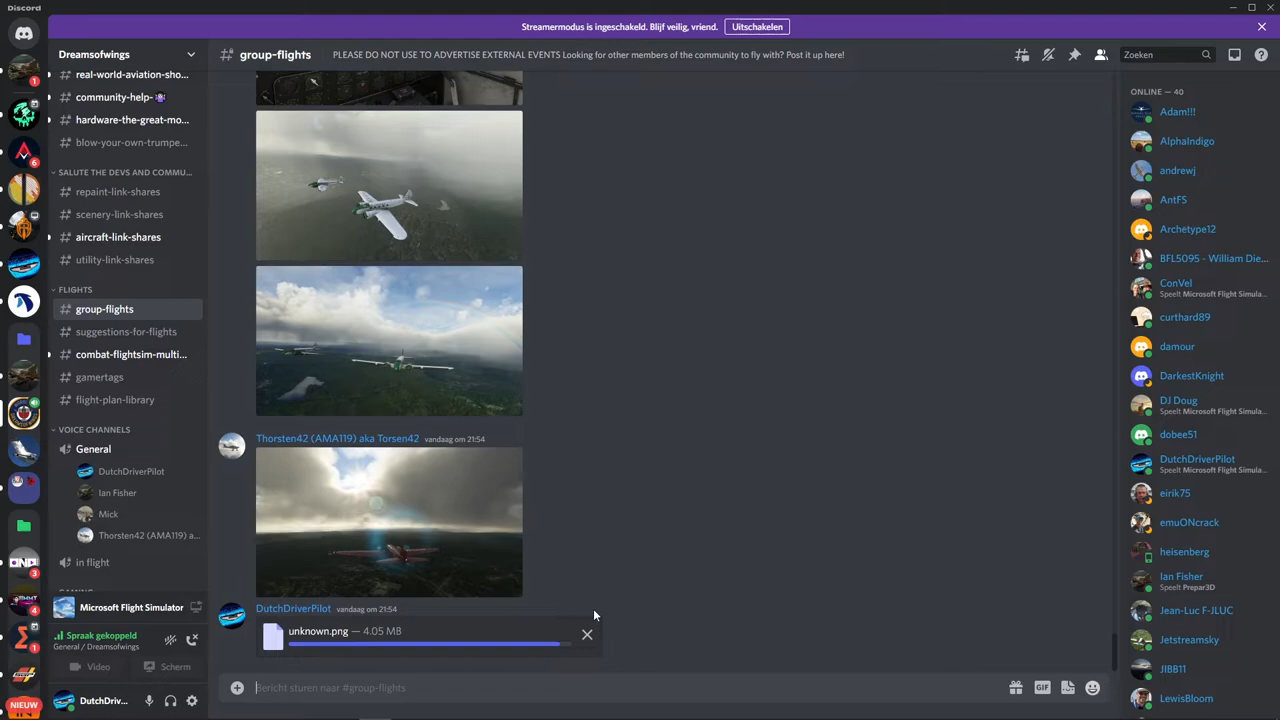 Discord
Streamermodus is ingeschakeld. Blijf veilig, vriend.
Uitschakelen
Dreamsofwings
group-flights
PLEASE DO NOT USE TO ADVERTISE EXTERNAL EVENTS Looking for other members of the community to fly with? Post it up here!
Zoeken
real-world-aviation-sho...
community-help-
hardware-the-great-mo...
blow-your-own-trumpe...
SALUTE THE DEVS AND COMMU...
repaint-link-shares
scenery-link-shares
aircraft-link-shares
utility-link-shares
FLIGHTS
group-flights
suggestions-for-flights
combat-flightsim-multi...
gamertags
flight-plan-library
VOICE CHANNELS
General
DutchDriverPilot
Ian Fisher
Mick
Thorsten42 (AMA119) a...
in flight
Microsoft Flight Simulator
Spraak gekoppeld
General / Dreamsofwings
Video
Scherm
DutchDriv...
1
6
3
4
1
NIEUW
Thorsten42 (AMA119) aka Torsen42 vandaag om 21:54
DutchDriverPilot vandaag om 21:54
unknown.png — 4.05 MB
Bericht sturen naar #group-flights
GIF
ONLINE — 40
Adam!!!
AlphaIndigo
andrewj
AntFS
Archetype12
BFL5095 - William Die...
ConVel
Speelt Microsoft Flight Simula...
curthard89
damour
DarkestKnight
DJ Doug
Speelt Microsoft Flight Simula...
dobee51
DutchDriverPilot
Speelt Microsoft Flight Simula...
eirik75
emuONcrack
heisenberg
Ian Fisher
Speelt Prepar3D
Jean-Luc F-JLUC
Jetstreamsky
JIBB11
LewisBloom